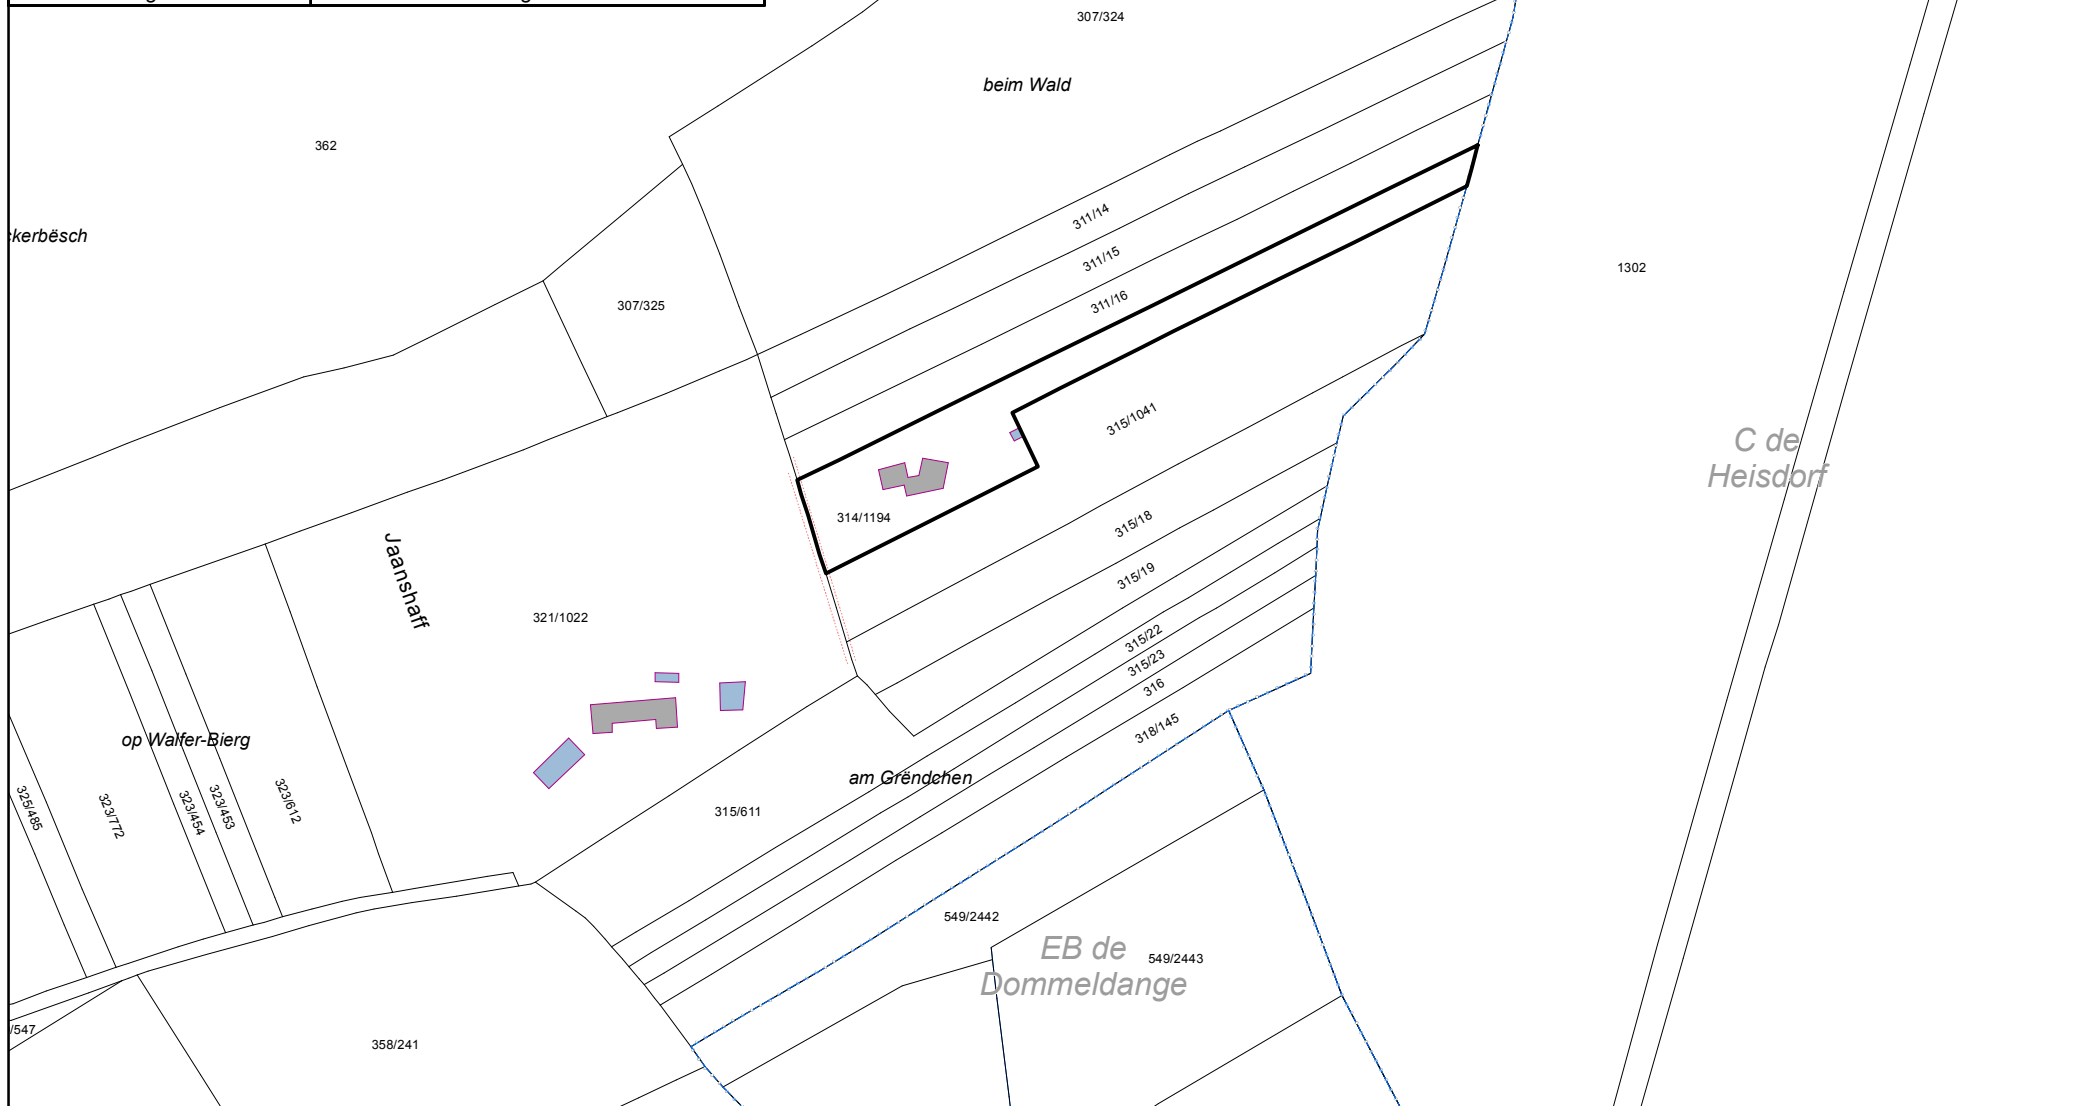 307/324
beim Wald
362
311/14
ckerbësch
311/15
1302
307/325
311/16
315/1041
C de
Heisdorf
314/1194
315/18
Jaanshaff
315/19
321/1022
315/22
315/23
316
318/145
op Walfer-Bierg
am Grëndchen
325/485
323/772
323/454
323/453
323/612
315/611
549/2442
EB de
Dommeldange
549/2443
/547
358/241